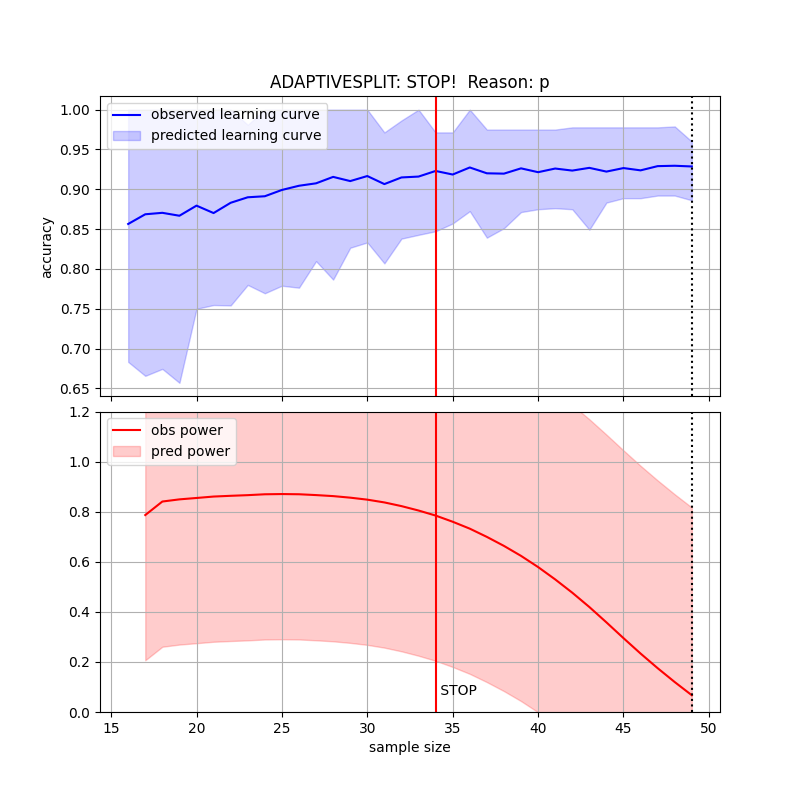 ADAPTIVESPLIT: STOP!  Reason: p
observed learning curve
predicted learning curve
1.00
0.95
0.90
0.85
0.80
0.75
0.70
0.65
accuracy
obs power
pred power
1.2
1.0
0.8
0.6
0.4
0.2
0.0
STOP
15 20 25 30 35 40 45 50
sample size